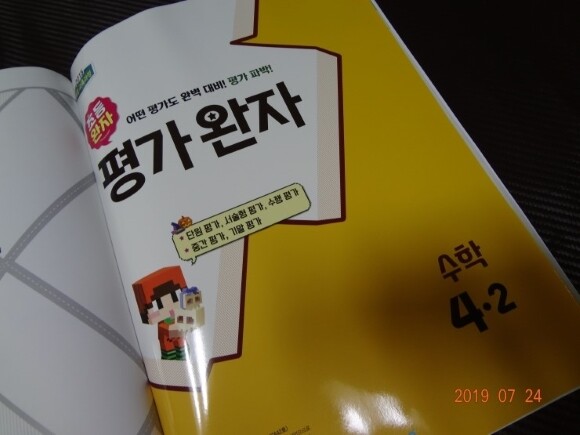 초등
완자
어떤 평가도 완벽 대비! 평가 파박!
평가 완자
• 단원 평가, 서술형 평가, 수행 평가
• 중간 평가, 기말 평가
수학
4·2
2019 07 24